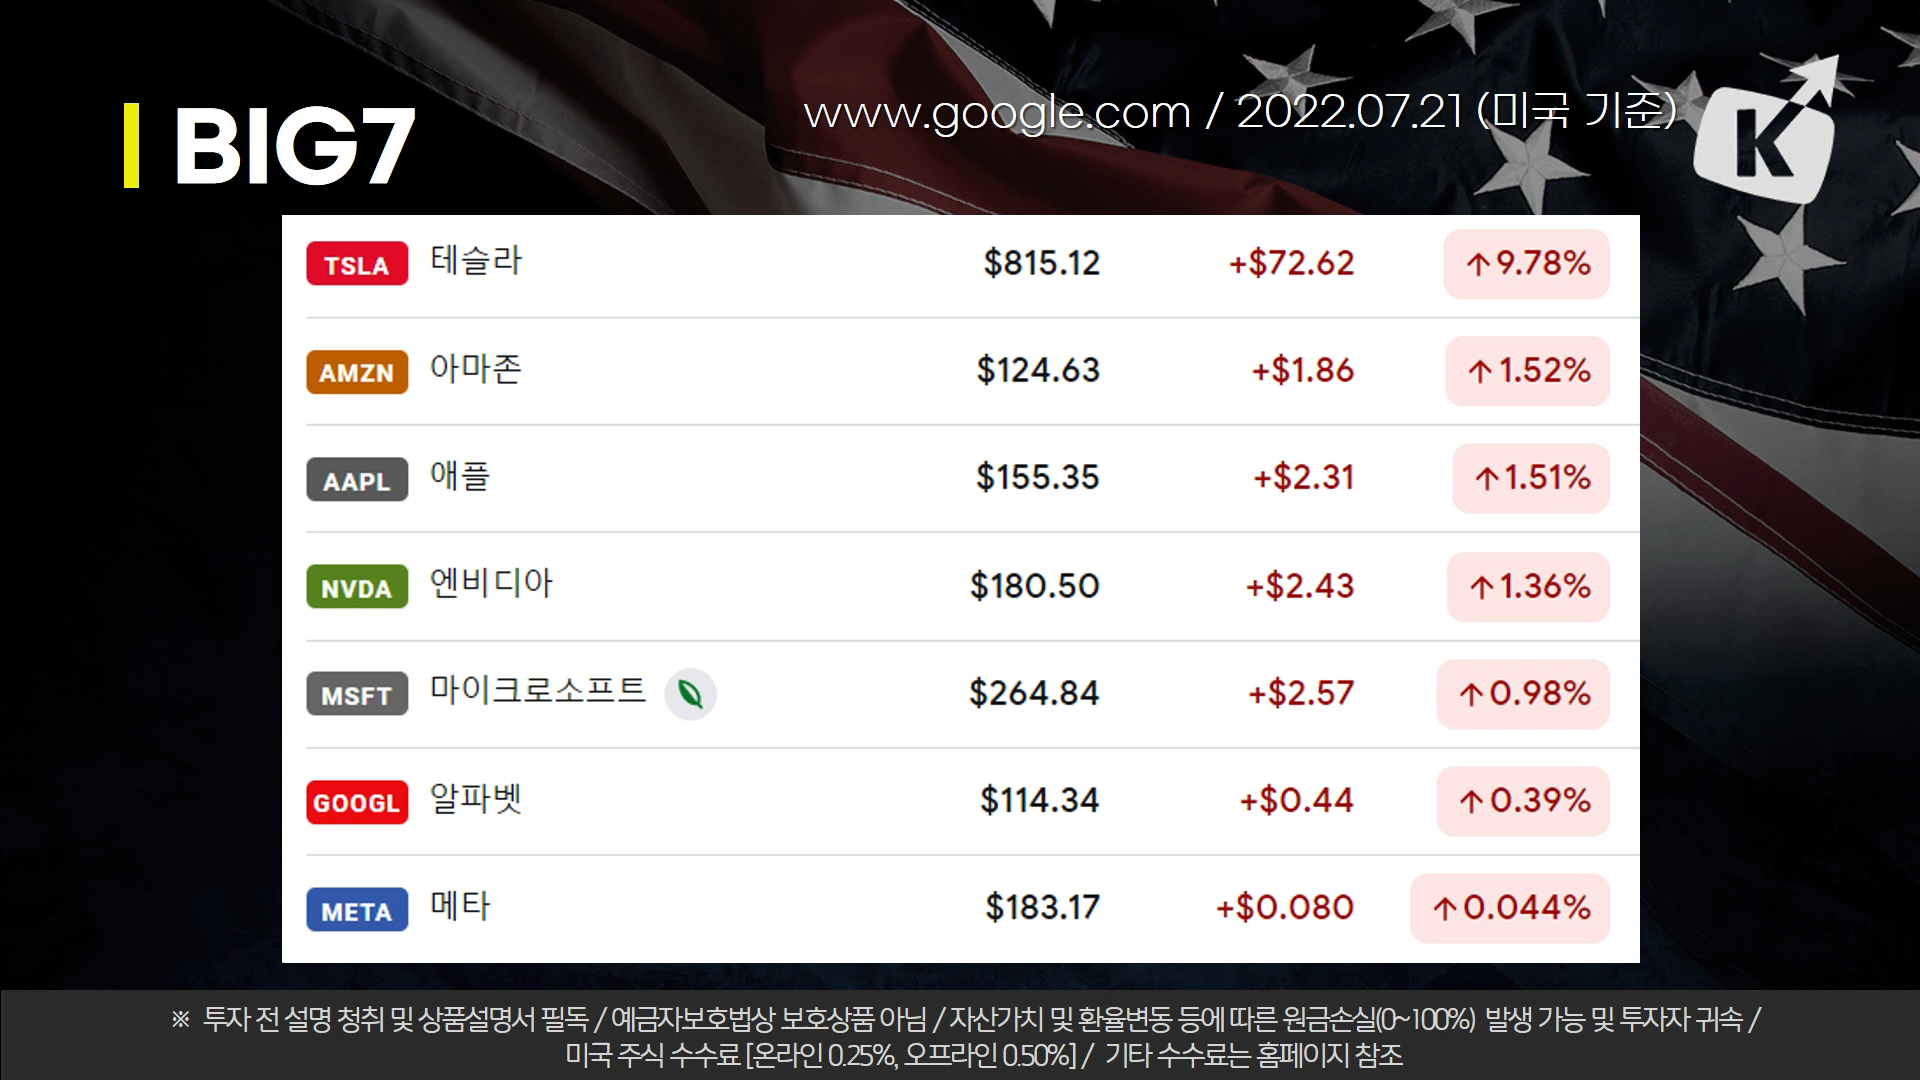 BIG7
www.google.com / 2022.07.21 (미국 기준)
K
TSLA 테슬라 $815.12 +$72.62 ↑9.78%
AMZN 아마존 $124.63 +$1.86 ↑1.52%
AAPL 애플 $155.35 +$2.31 ↑1.51%
NVDA 엔비디아 $180.50 +$2.43 ↑1.36%
MSFT 마이크로소프트 $264.84 +$2.57 ↑0.98%
GOOGL 알파벳 $114.34 +$0.44 ↑0.39%
META 메타 $183.17 +$0.080 ↑0.044%
※ 투자 전 설명 청취 및 상품설명서 필독 / 예금자보호법상 보호상품 아님 / 자산가치 및 환율변동 등에 따른 원금손실(0~100%) 발생 가능 및 투자자 귀속 /
미국 주식 수수료 [온라인 0.25%, 오프라인 0.50%] / 기타 수수료는 홈페이지 참조